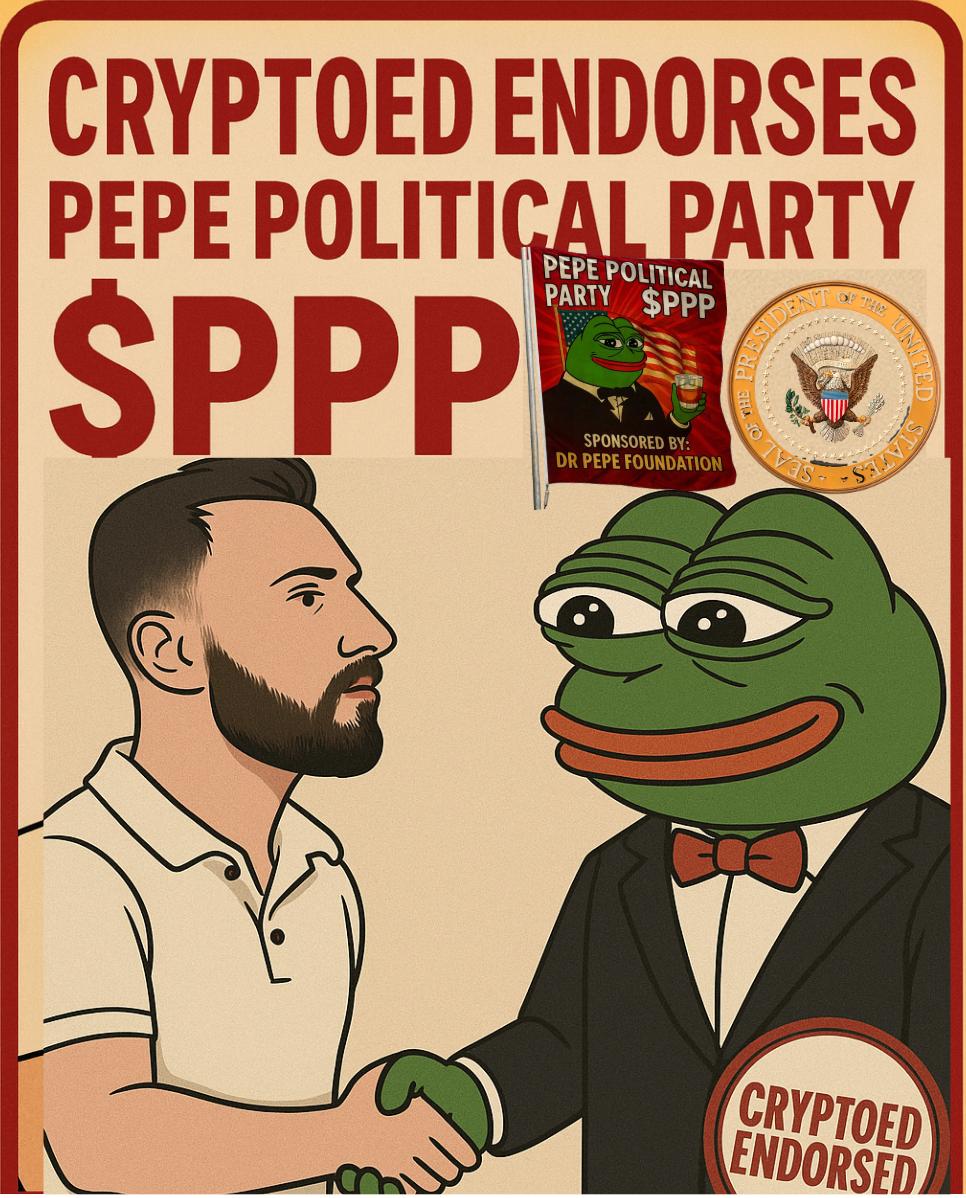 CRYPTOED ENDORSES
PEPE POLITICAL PARTY
$PPP
PEPE POLITICAL
PARTY $PPP
SPONSORED BY:
DR PEPE FOUNDATION
SEAL OF THE PRESIDENT OF THE UNITED STATES
CRYPTOED
ENDORSED